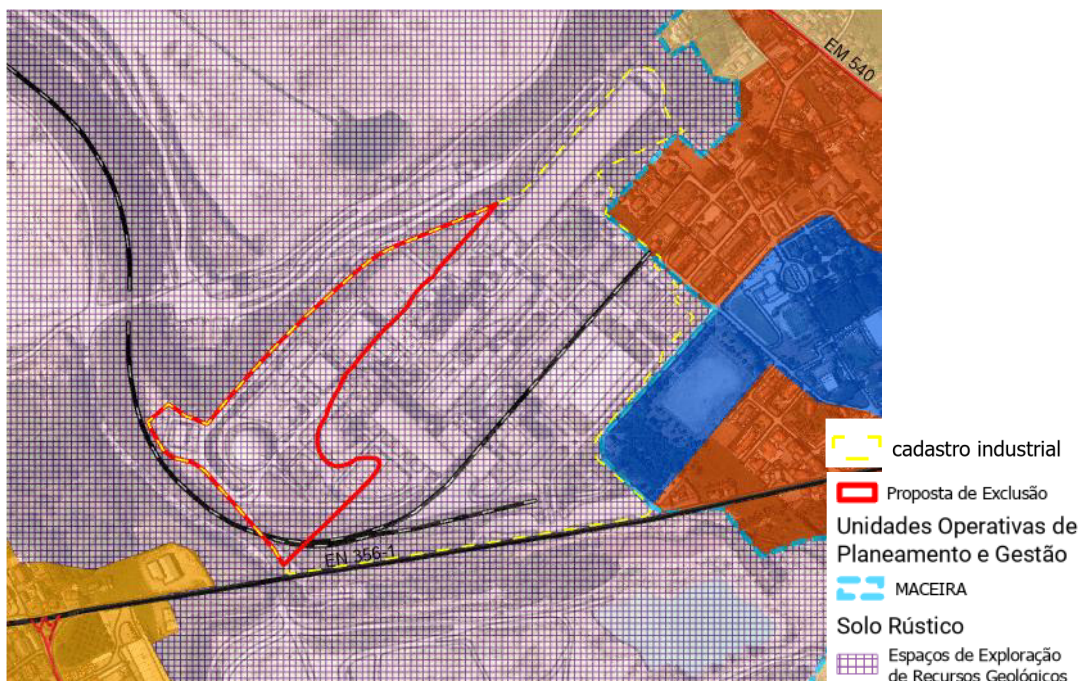 EM 540
EN 356-1
cadastro industrial
Proposta de Exclusão
Unidades Operativas de
Planeamento e Gestão
MACEIRA
Solo Rústico
Espaços de Exploração
de Recursos Geológicos